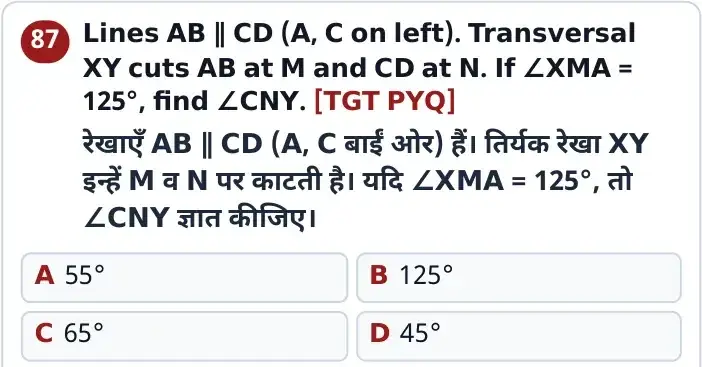 87 Lines AB ∥ CD (A, C on left). Transversal
XY cuts AB at M and CD at N. If ∠XMA =
125°, find ∠CNY. [TGT PYQ]
रेखाएँ AB ∥ CD (A, C बाईं ओर) हैं। तिर्यक रेखा XY
इन्हें M व N पर काटती है। यदि ∠XMA = 125°, तो
∠CNY ज्ञात कीजिए।
A 55°
B 125°
C 65°
D 45°